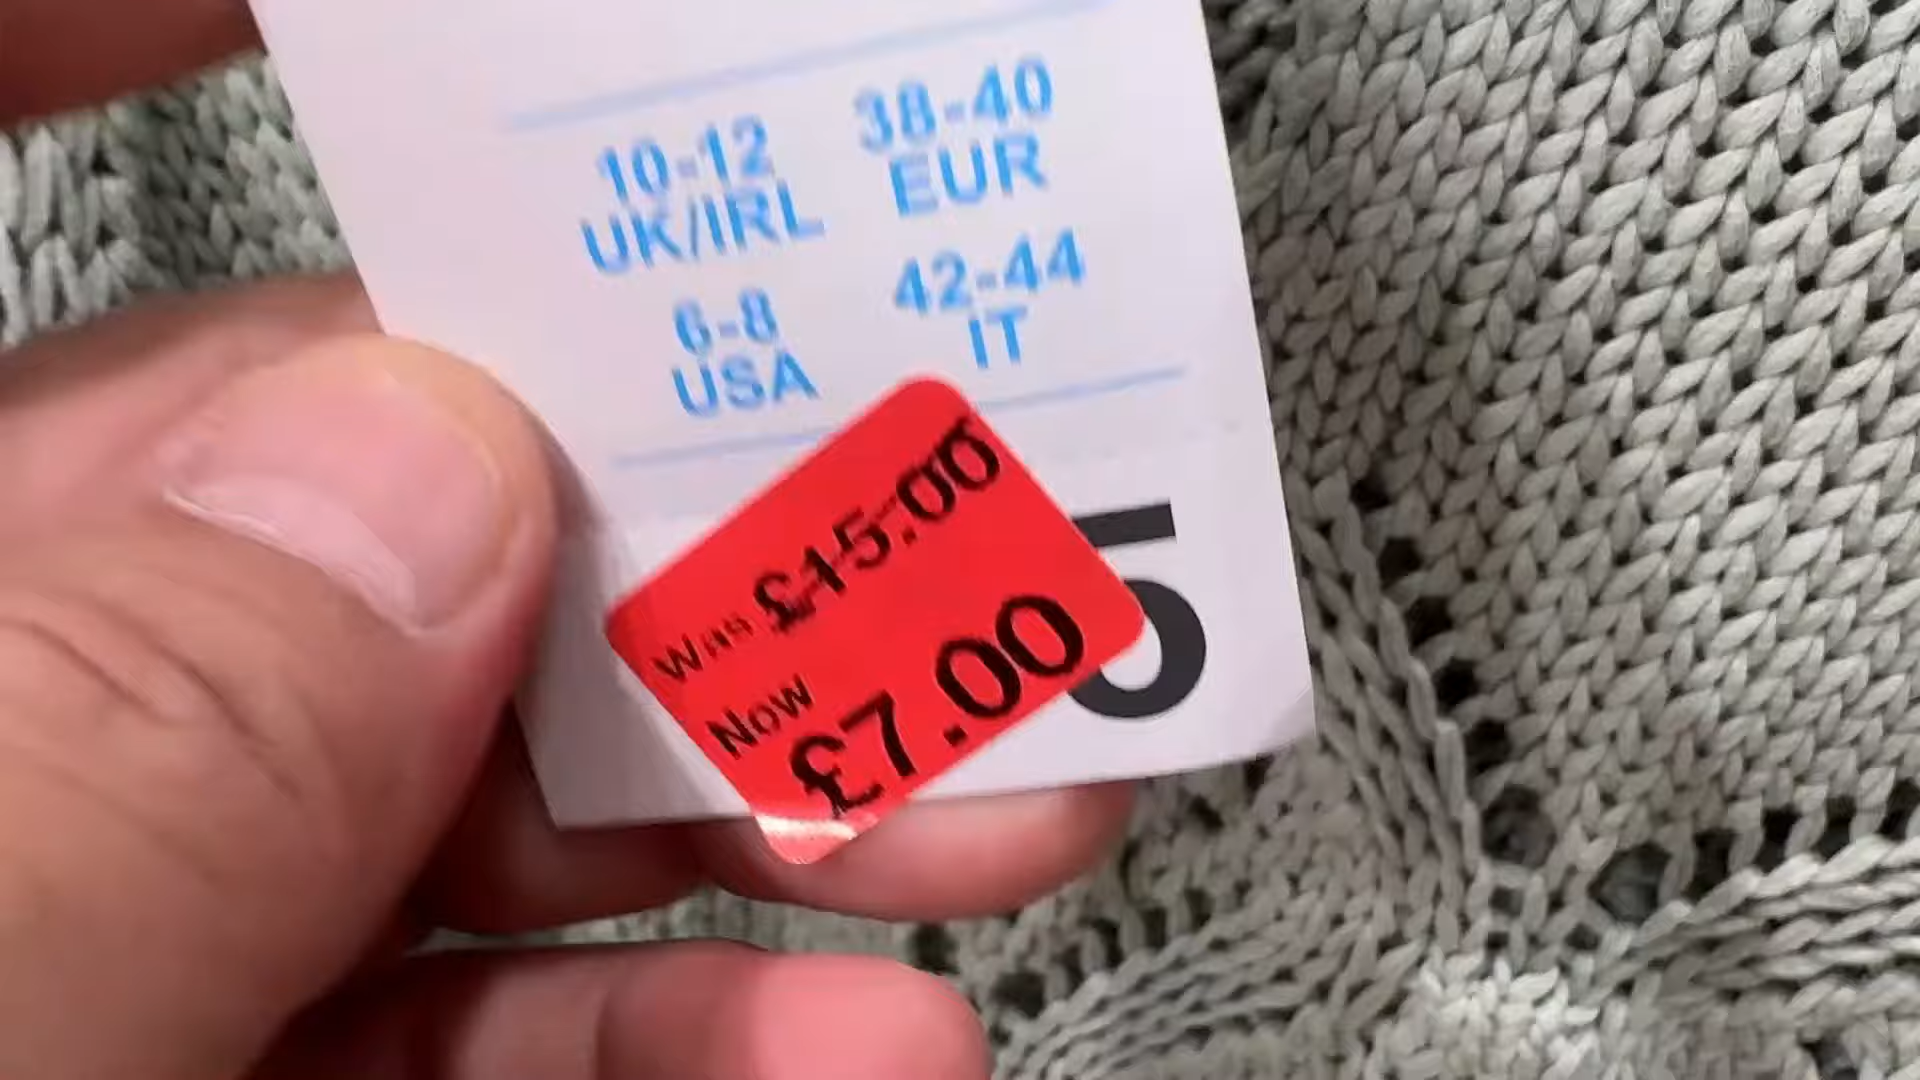 10-12 38-40
UK/IRL EUR
6-8 42-44
USA IT
Was £15.00
Now
£7.00
5